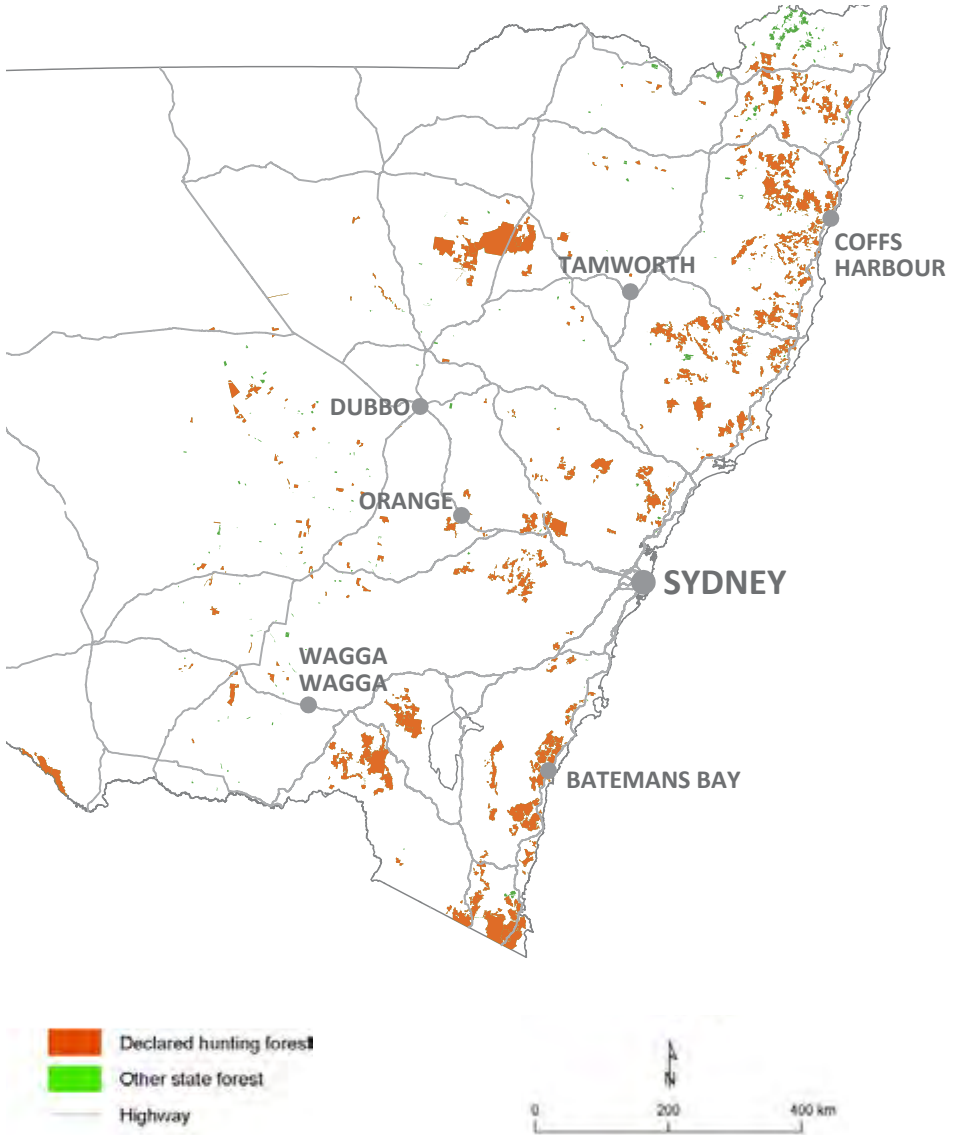 COFFS
HARBOUR
TAMWORTH
DUBBO
ORANGE
SYDNEY
WAGGA
WAGGA
BATEMANS BAY
Declared hunting forest
Other state forest
Highway
N
0 200 400 km